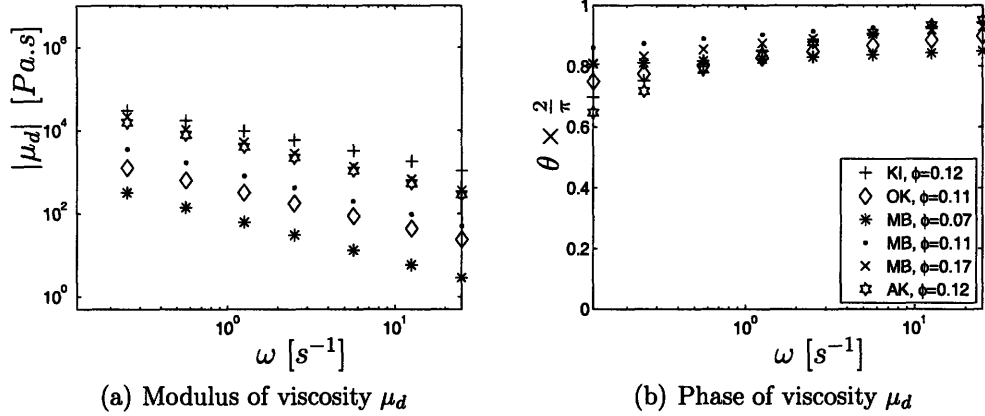 |μ_d| [Pa.s]
10^6
10^4
10^2
10^0
10^0
10^1
ω [s^{-1}]
(a) Modulus of viscosity μ_d
θ × \frac{2}{π}
1
0.8
0.6
0.4
0.2
0
KI, ϕ=0.12
OK, ϕ=0.11
MB, ϕ=0.07
MB, ϕ=0.11
MB, ϕ=0.17
AK, ϕ=0.12
10^0
10^1
ω [s^{-1}]
(b) Phase of viscosity μ_d